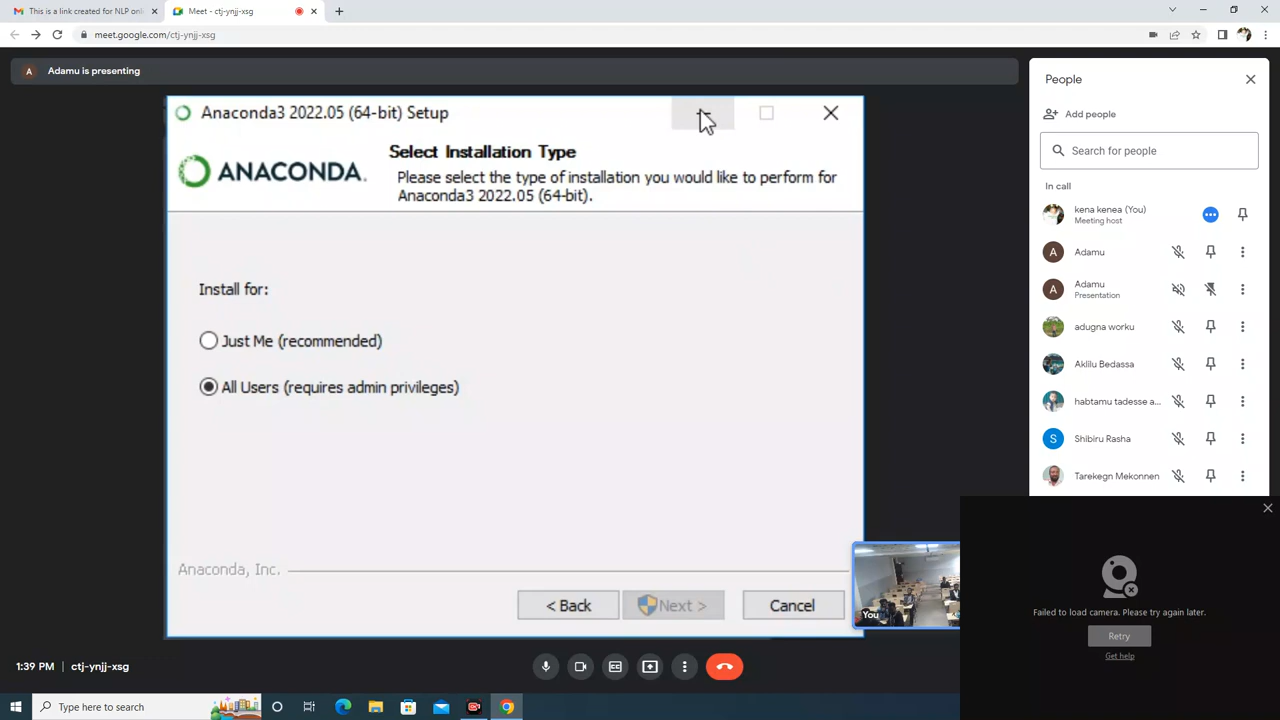 This is a link created for NLP onli
Meet - ctj-ynjj-xsg
meet.google.com/ctj-ynjj-xsg
A
Adamu is presenting
Anaconda3 2022.05 (64-bit) Setup
ANACONDA.
Select Installation Type
Please select the type of installation you would like to perform for
Anaconda3 2022.05 (64-bit).
Install for:
Just Me (recommended)
All Users (requires admin privileges)
Anaconda, Inc.
< Back
Next >
Cancel
You
People
Add people
Search for people
In call
kena kenea (You)
Meeting host
A
Adamu
A
Adamu
Presentation
adugna worku
Aklilu Bedassa
habtamu tadesse a...
S
Shibiru Rasha
Tarekegn Mekonnen
Failed to load camera. Please try again later.
Retry
Get help
1:39 PM | ctj-ynjj-xsg
Type here to search